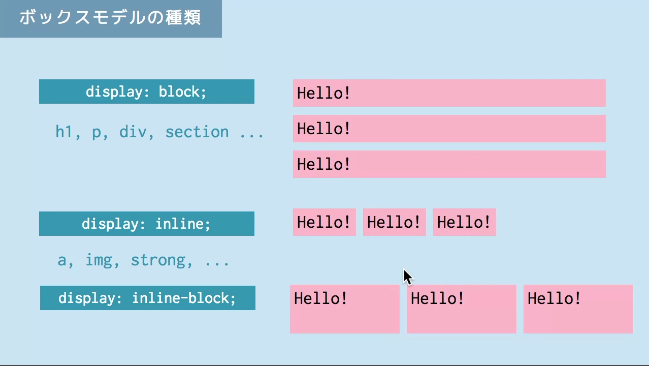 ボックスモデルの種類
display: block;
Hello!
h1, p, div, section ...
Hello!
Hello!
display: inline;
Hello! Hello! Hello!
a, img, strong, ...
display: inline-block;
Hello! Hello! Hello!